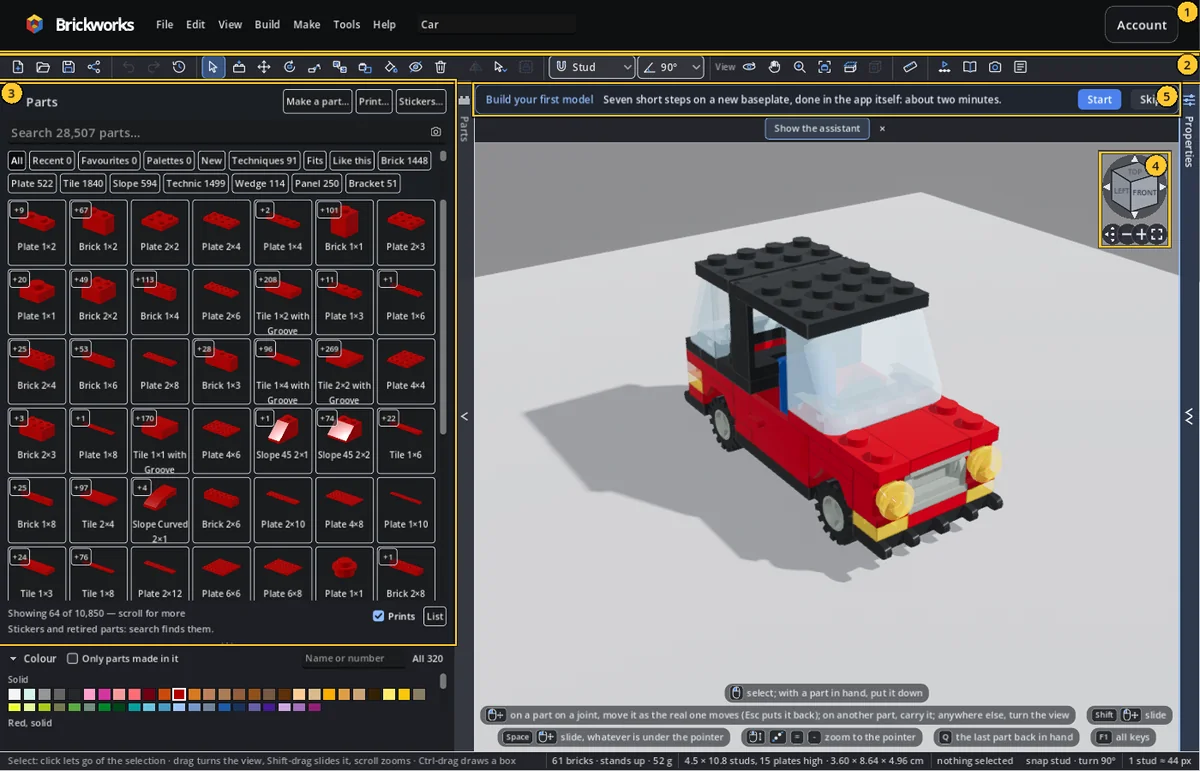 Brickworks File Edit View Build Make Tools Help Car Account 1
Stud 90° View 2
3 Parts Make a part... Print... Stickers...
Build your first model Seven short steps on a new baseplate, done in the app itself: about two minutes. Start 5
Show the assistant ×
Search 28,507 parts...
Parts
Properties
All Recent 0 Favourites 0 Palettes 0 New Techniques 91 Fits Like this Brick 1448
Plate 522 Tile 1840 Slope 594 Technic 1499 Wedge 114 Panel 250 Bracket 51
4
TOP
LEFT FRONT
+9 +67 +2 +101
Plate 1×2 Brick 1×2 Plate 2×2 Plate 2×4 Plate 1×4 Brick 1×1 Plate 2×3
+20 +49 +113 +208 +11 +1
Plate 1×1 Brick 2×2 Brick 1×4 Plate 2×6 Tile 1×2 with Groove Plate 1×3 Plate 1×6
+25 +53 +28 +96 +269
Brick 2×4 Brick 1×6 Plate 2×8 Brick 1×3 Tile 1×4 with Groove Tile 2×2 with Groove Plate 4×4
+3 +1 +170 +1 +74 +22
Brick 2×3 Plate 1×8 Tile 1×1 with Groove Plate 4×6 Slope 45 2×1 Slope 45 2×2 Tile 1×6
+25 +97 +4
Brick 1×8 Tile 2×4 Slope Curved 2×1 Brick 2×6 Plate 2×10 Plate 4×8 Plate 1×10
+24 +76 +1
Tile 1×3 Tile 1×8 Plate 2×12 Plate 6×6 Plate 6×8 Plate 1×1 Brick 2×8
Showing 64 of 10,850 — scroll for more Prints List
Stickers and retired parts: search finds them.
Colour Only parts made in it Name or number All 320
Solid
Red, solid
select; with a part in hand, put it down
on a part on a joint, move it as the real one moves (Esc puts it back); on another part, carry it; anywhere else, turn the view Shift slide
Space slide, whatever is under the pointer = - zoom to the pointer Q the last part back in hand F1 all keys
Select: click lets go of the selection · drag turns the view, Shift-drag slides it, scroll zooms · Ctrl-drag draws a box 61 bricks · stands up · 52 g 4.5 × 10.8 studs, 15 plates high · 3.60 × 8.64 × 4.96 cm nothing selected snap stud · turn 90° 1 stud = 44 px